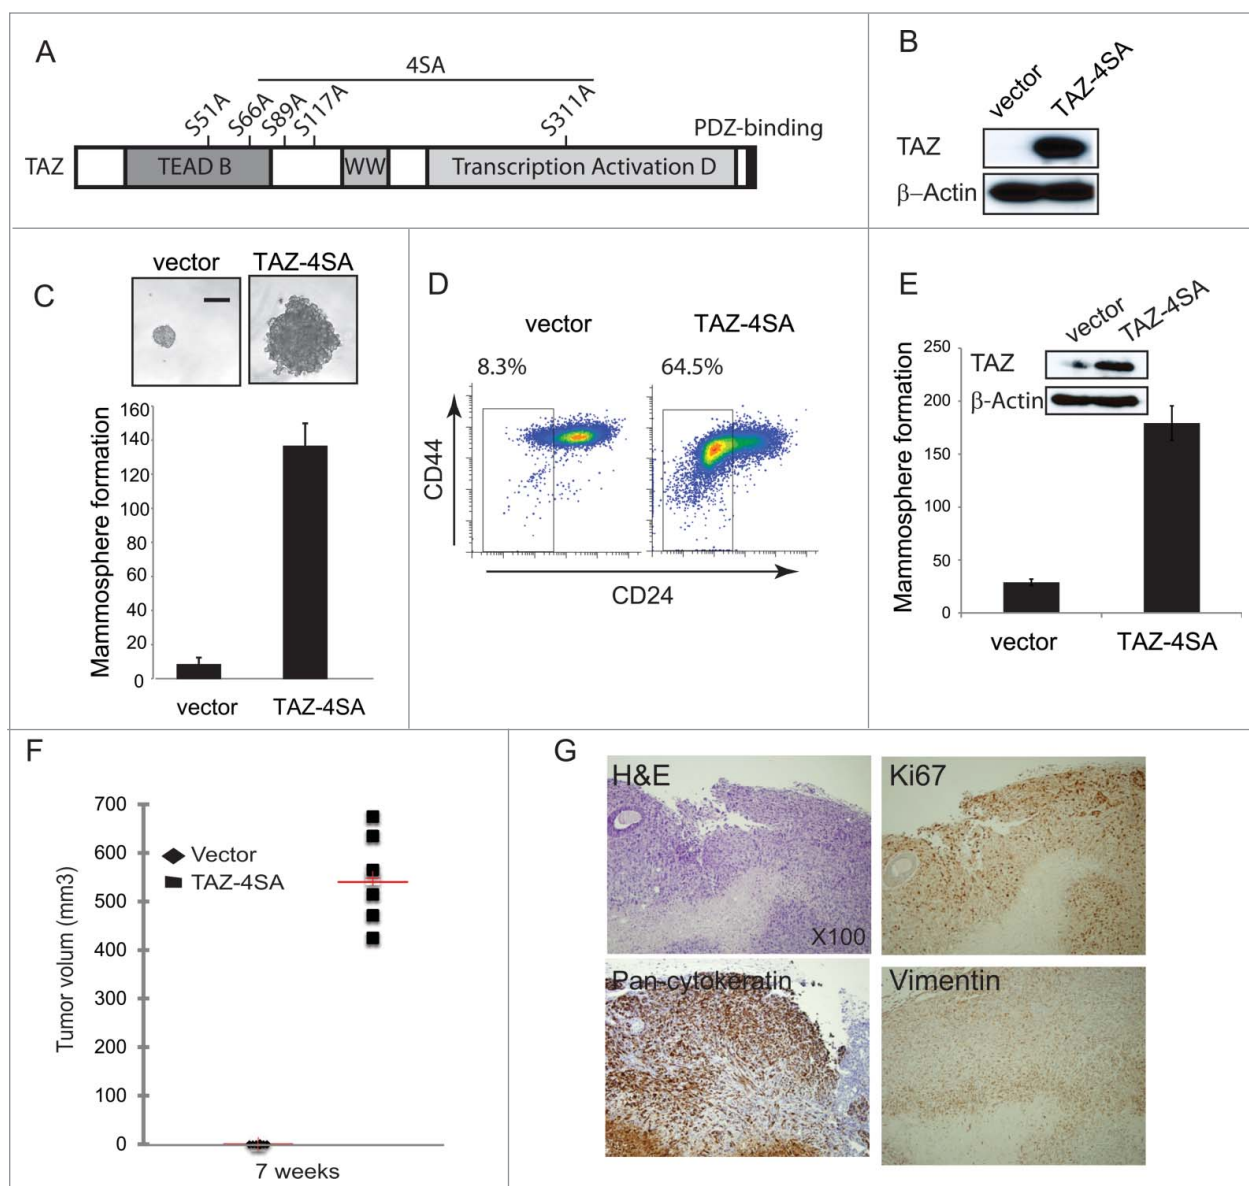 A
4SA
S51A S66A S89A S117A S311A
PDZ-binding
TAZ TEAD B WW Transcription Activation D
B
vector TAZ-4SA
TAZ
β–Actin
C
vector TAZ-4SA
Mammosphere formation
160
140
120
100
80
60
40
20
0
vector TAZ-4SA
D
vector TAZ-4SA
8.3% 64.5%
CD44
CD24
E
vector TAZ-4SA
TAZ
β-Actin
Mammosphere formation
250
200
150
100
50
0
vector TAZ-4SA
F
Tumor volum (mm3)
700
600
500
400
300
200
100
0
Vector
TAZ-4SA
7 weeks
G
H&E
X100
Ki67
Pan-cytokeratin
Vimentin